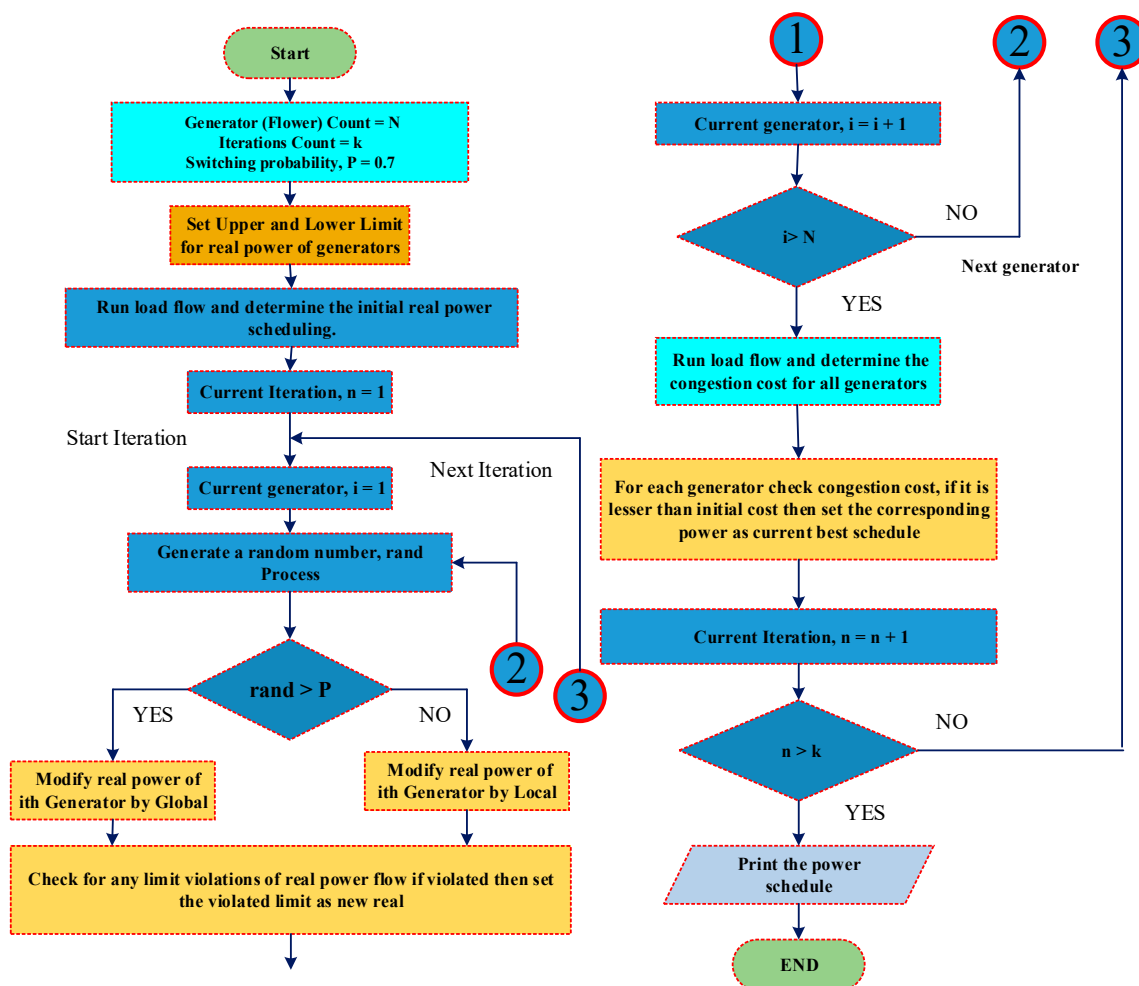 Start
Generator (Flower) Count = N
Iterations Count = k
Switching probability, P = 0.7
Set Upper and Lower Limit
for real power of generators
Run load flow and determine the initial real power
scheduling.
Current Iteration, n = 1
Start Iteration
Next Iteration
Current generator, i = 1
Generate a random number, rand
Process
2
3
rand > P
YES
NO
Modify real power of
ith Generator by Global
Modify real power of
ith Generator by Local
Check for any limit violations of real power flow if violated then set
the violated limit as new real
1
2
3
Current generator, i = i + 1
i> N
NO
Next generator
YES
Run load flow and determine the
congestion cost for all generators
For each generator check congestion cost, if it is
lesser than initial cost then set the corresponding
power as current best schedule
Current Iteration, n = n + 1
n > k
NO
YES
Print the power
schedule
END